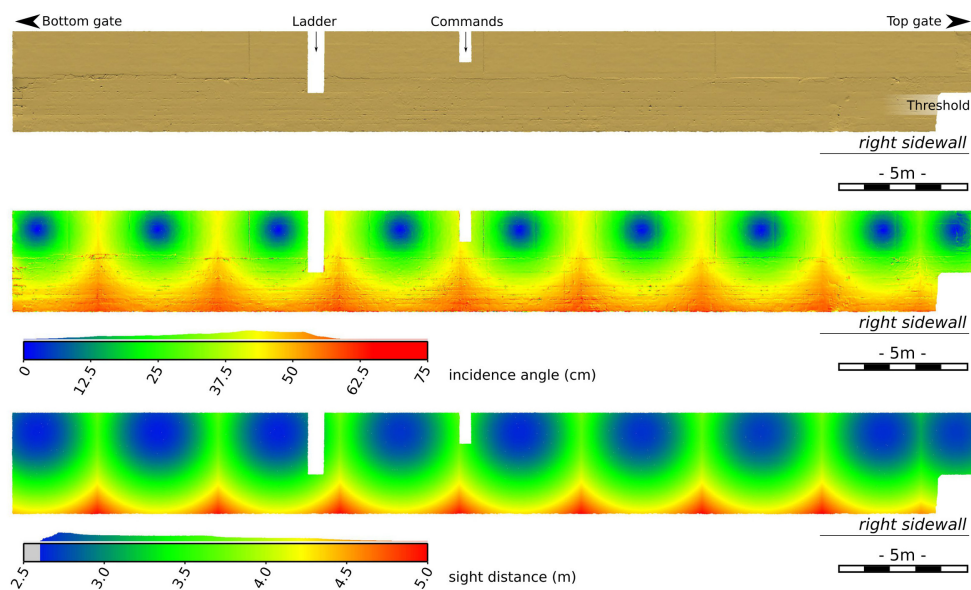 Bottom gate
Ladder
Commands
Top gate
Threshold
right sidewall
- 5m -
right sidewall
- 5m -
0 12.5 25 37.5 50 62.5 75
incidence angle (cm)
right sidewall
- 5m -
2.5 3.0 3.5 4.0 4.5 5.0
sight distance (m)